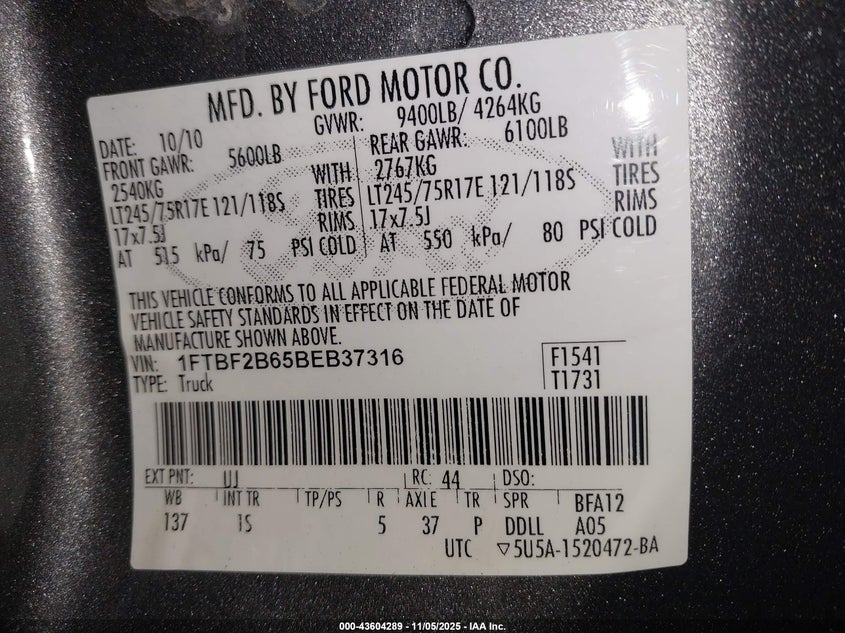 MFD. BY FORD MOTOR CO.
DATE: 10/10
GVWR: 9400LB/ 4264KG
FRONT GAWR: 5600LB
2540KG
WITH
LT245/75R17E 121/118S TIRES
17x7.5J RIMS
AT 515 kPa/ 75 PSI COLD
REAR GAWR: 6100LB
2767KG
WITH
LT245/75R17E 121/118S TIRES
17x7.5J RIMS
AT 550 kPa/ 80 PSI COLD
THIS VEHICLE CONFORMS TO ALL APPLICABLE FEDERAL MOTOR
VEHICLE SAFETY STANDARDS IN EFFECT ON THE DATE OF
MANUFACTURE SHOWN ABOVE.
VIN: 1FTBF2B65BEB37316
TYPE: Truck
F1541
T1731
EXT PNT: UJ RC: 44 DSO:
WB INT TR TP/PS R AXLE TR SPR BFA12
137 IS 5 37 P DDLL A05
UTC ▽5U5A-1520472-BA
000-43604289 - 11/05/2025 - IAA Inc.